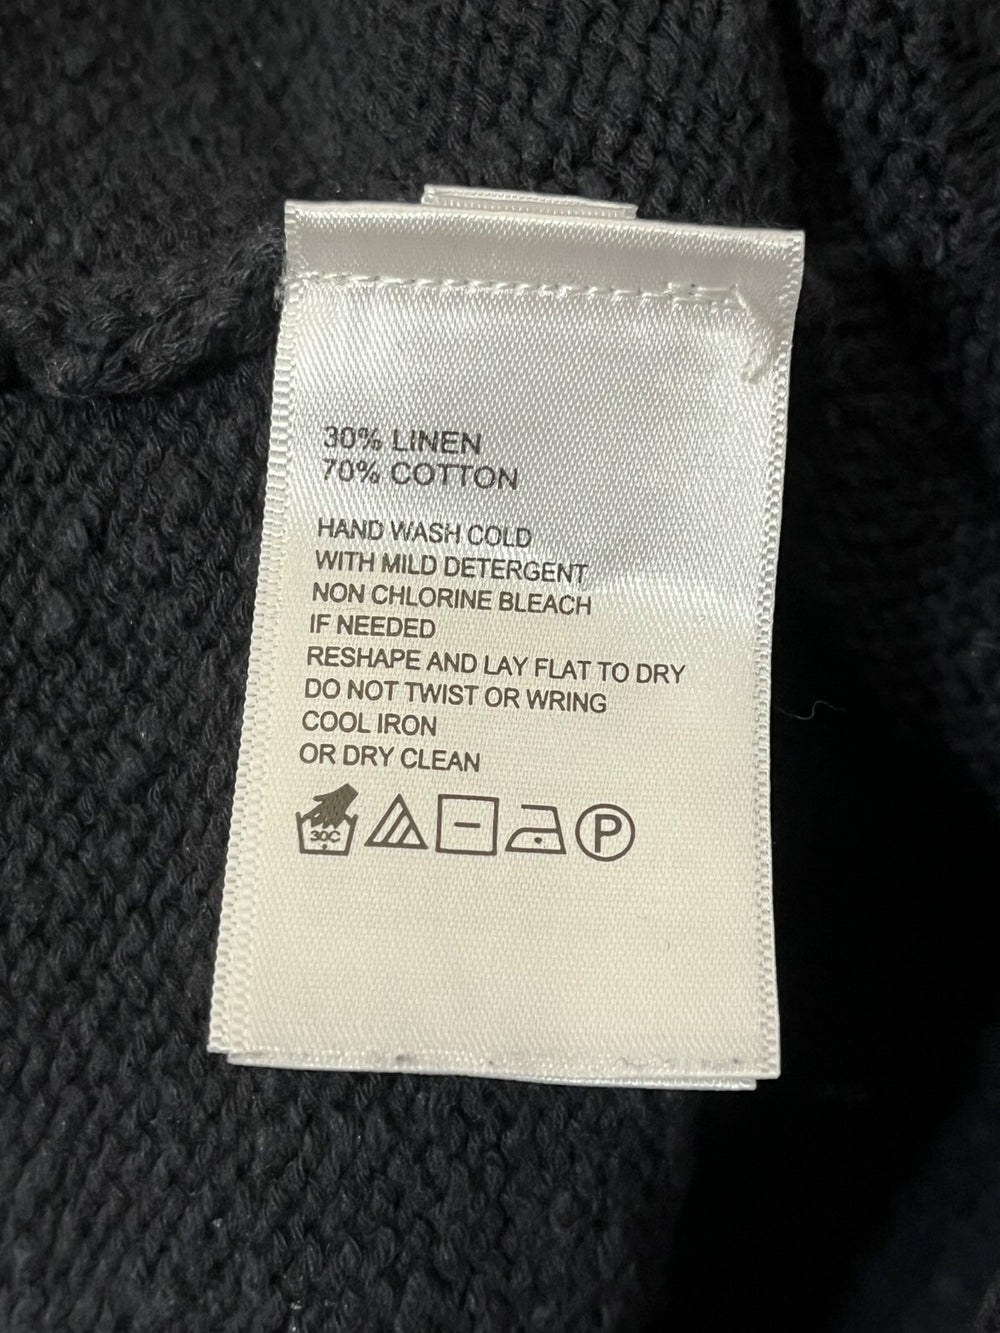 30% LINEN
70% COTTON
HAND WASH COLD
WITH MILD DETERGENT
NON CHLORINE BLEACH
IF NEEDED
RESHAPE AND LAY FLAT TO DRY
DO NOT TWIST OR WRING
COOL IRON
OR DRY CLEAN
30C P